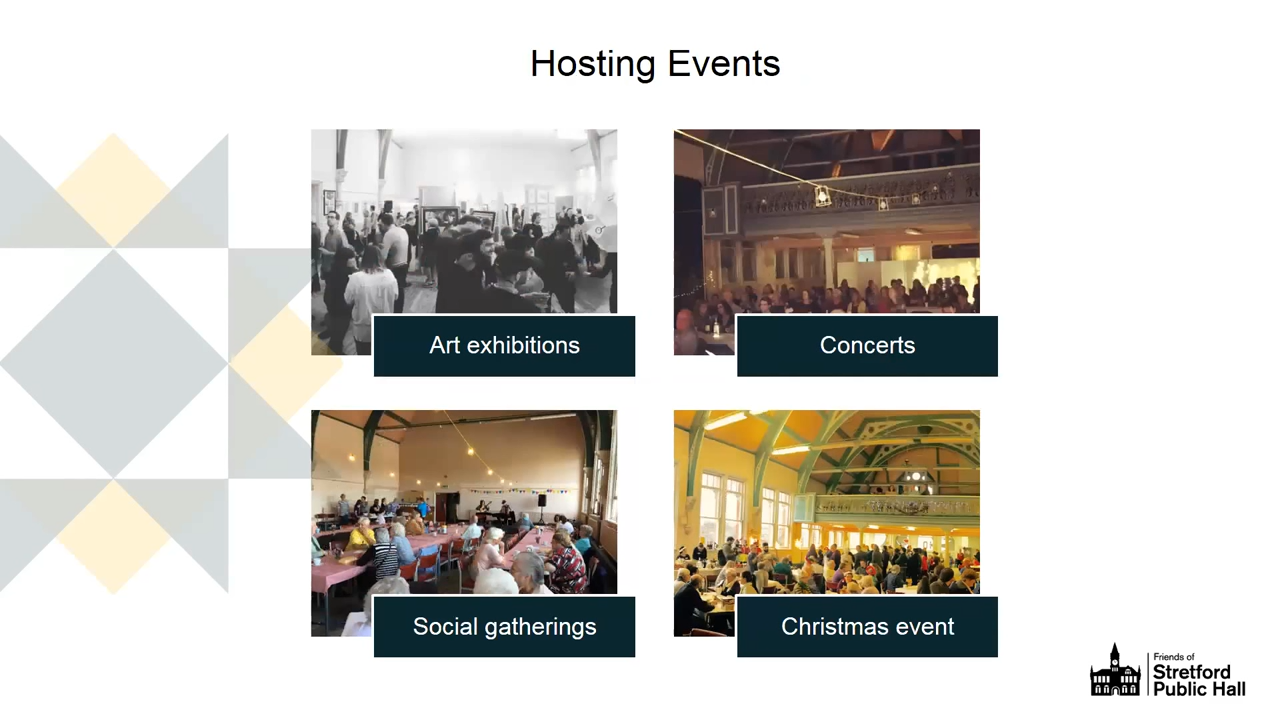 Hosting Events
Art exhibitions
Concerts
Social gatherings
Christmas event
Friends of
Stretford
Public Hall